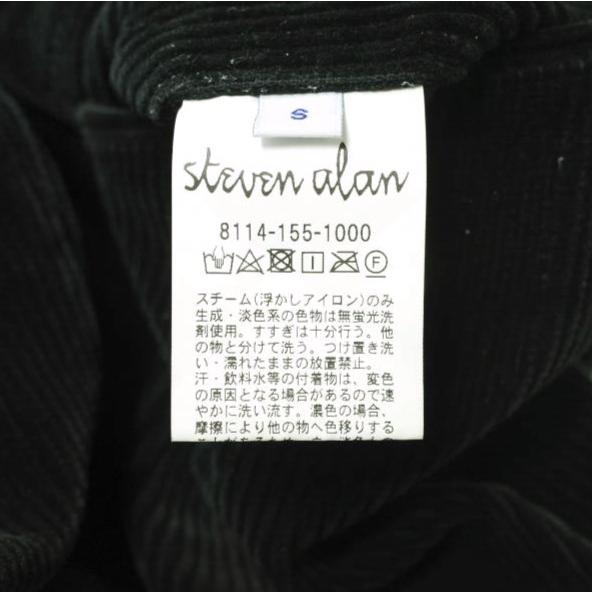 S
steven alan
8114-155-1000
スチーム(浮かしアイロン)のみ
生成・淡色系の色物は無蛍光洗
剤使用。すすぎは十分行う。他
の物と分けて洗う。つけ置き洗
い・濡れたままの放置禁止。
汗・飲料水等の付着物は、変色
の原因となる場合があるので速
やかに洗い流す。濃色の場合、
摩擦により他の物へ色移りする